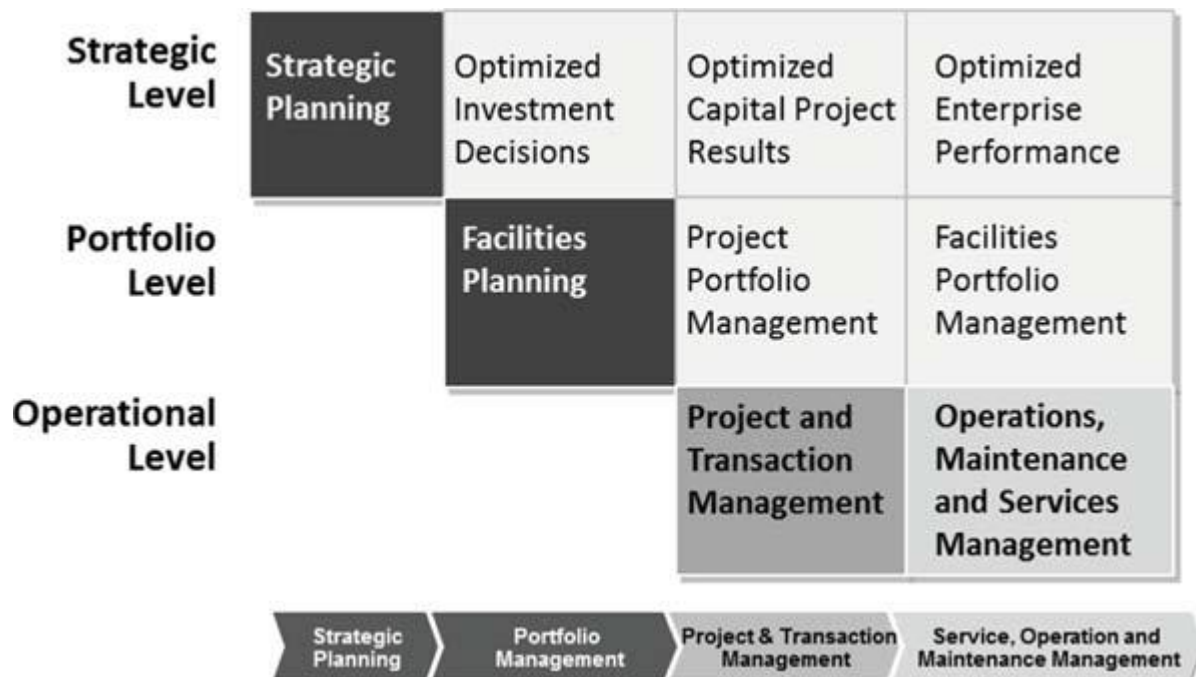 Strategic
Level
Strategic
Planning
Optimized
Investment
Decisions
Optimized
Capital Project
Results
Optimized
Enterprise
Performance
Portfolio
Level
Facilities
Planning
Project
Portfolio
Management
Facilities
Portfolio
Management
Operational
Level
Project and
Transaction
Management
Operations,
Maintenance
and Services
Management
Strategic
Planning
Portfolio
Management
Project & Transaction
Management
Service, Operation and
Maintenance Management